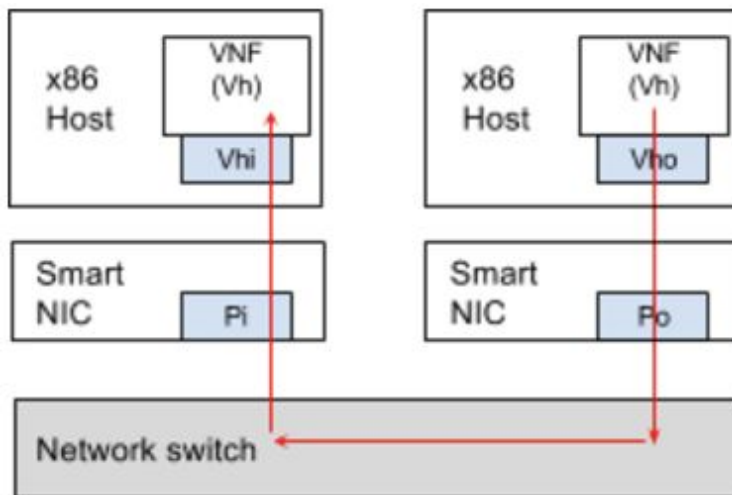 x86
Host
VNF
(Vh)
Vhi
x86
Host
VNF
(Vh)
Vho
Smart
NIC
Pi
Smart
NIC
Po
Network switch